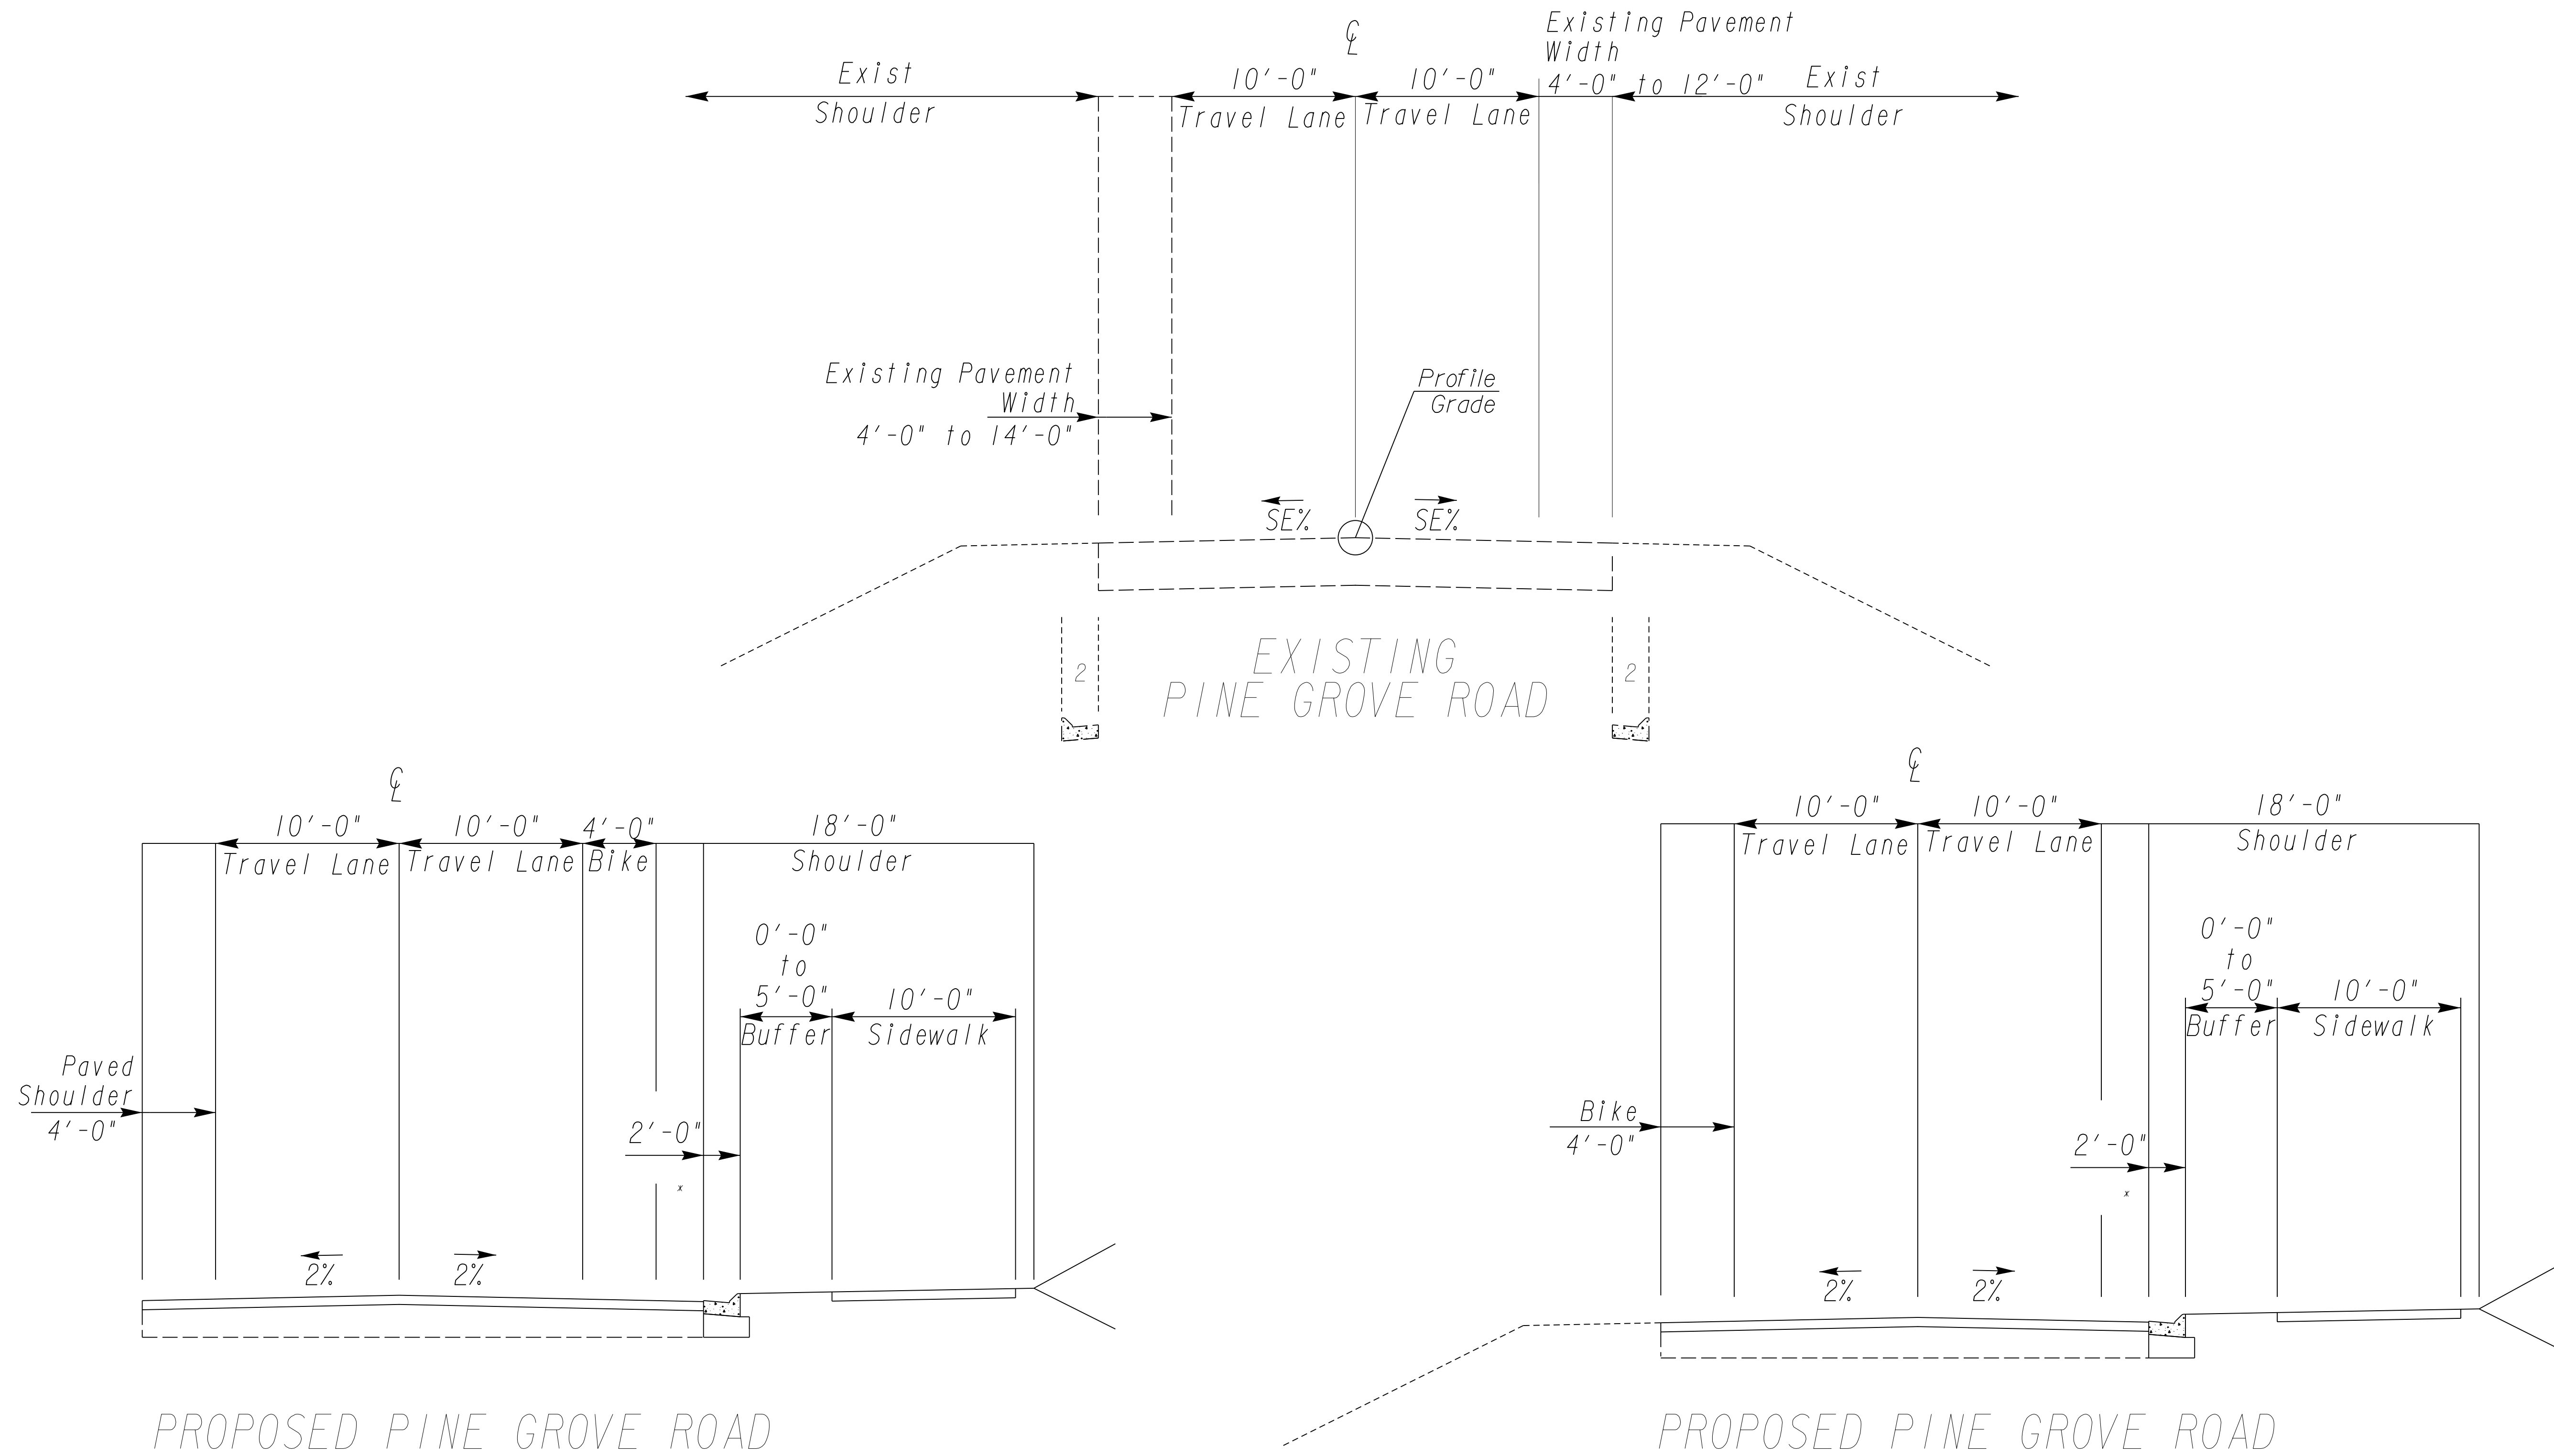 ℄
Existing Pavement
Width
4'-0" to 12'-0"
Exist
Shoulder
10'-0"
Travel Lane
10'-0"
Travel Lane
Exist
Shoulder
Existing Pavement
Width
4'-0" to 14'-0"
Profile
Grade
SE%
SE%
2
2
EXISTING
PINE GROVE ROAD
℄
10'-0"
Travel Lane
10'-0"
Travel Lane
4'-0"
Bike
18'-0"
Shoulder
0'-0"
to
5'-0"
Buffer
10'-0"
Sidewalk
Paved
Shoulder
4'-0"
2'-0"
x
2%
2%
PROPOSED PINE GROVE ROAD
℄
10'-0"
Travel Lane
10'-0"
Travel Lane
18'-0"
Shoulder
0'-0"
to
5'-0"
Buffer
10'-0"
Sidewalk
Bike
4'-0"
2'-0"
x
2%
2%
PROPOSED PINE GROVE ROAD